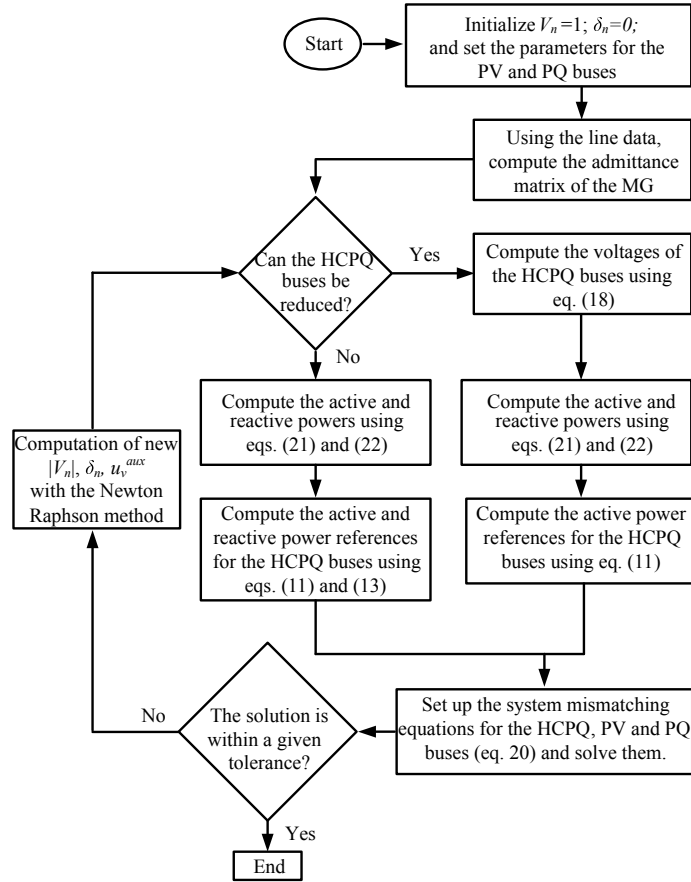 Start
Initialize Vₙ=1; δₙ=0;
and set the parameters for the
PV and PQ buses
Using the line data,
compute the admittance
matrix of the MG
Can the HCPQ
buses be
reduced?
Yes
Compute the voltages of
the HCPQ buses using
eq. (18)
No
Compute the active and
reactive powers using
eqs. (21) and (22)
Compute the active and
reactive powers using
eqs. (21) and (22)
Computation of new
|Vₙ|, δₙ, uᵥᵃᵘˣ
with the Newton
Raphson method
Compute the active and
reactive power references
for the HCPQ buses using
eqs. (11) and (13)
Compute the active power
references for the HCPQ
buses using eq. (11)
Set up the system mismatching
equations for the HCPQ, PV and PQ
buses (eq. 20) and solve them.
No
The solution is
within a given
tolerance?
Yes
End